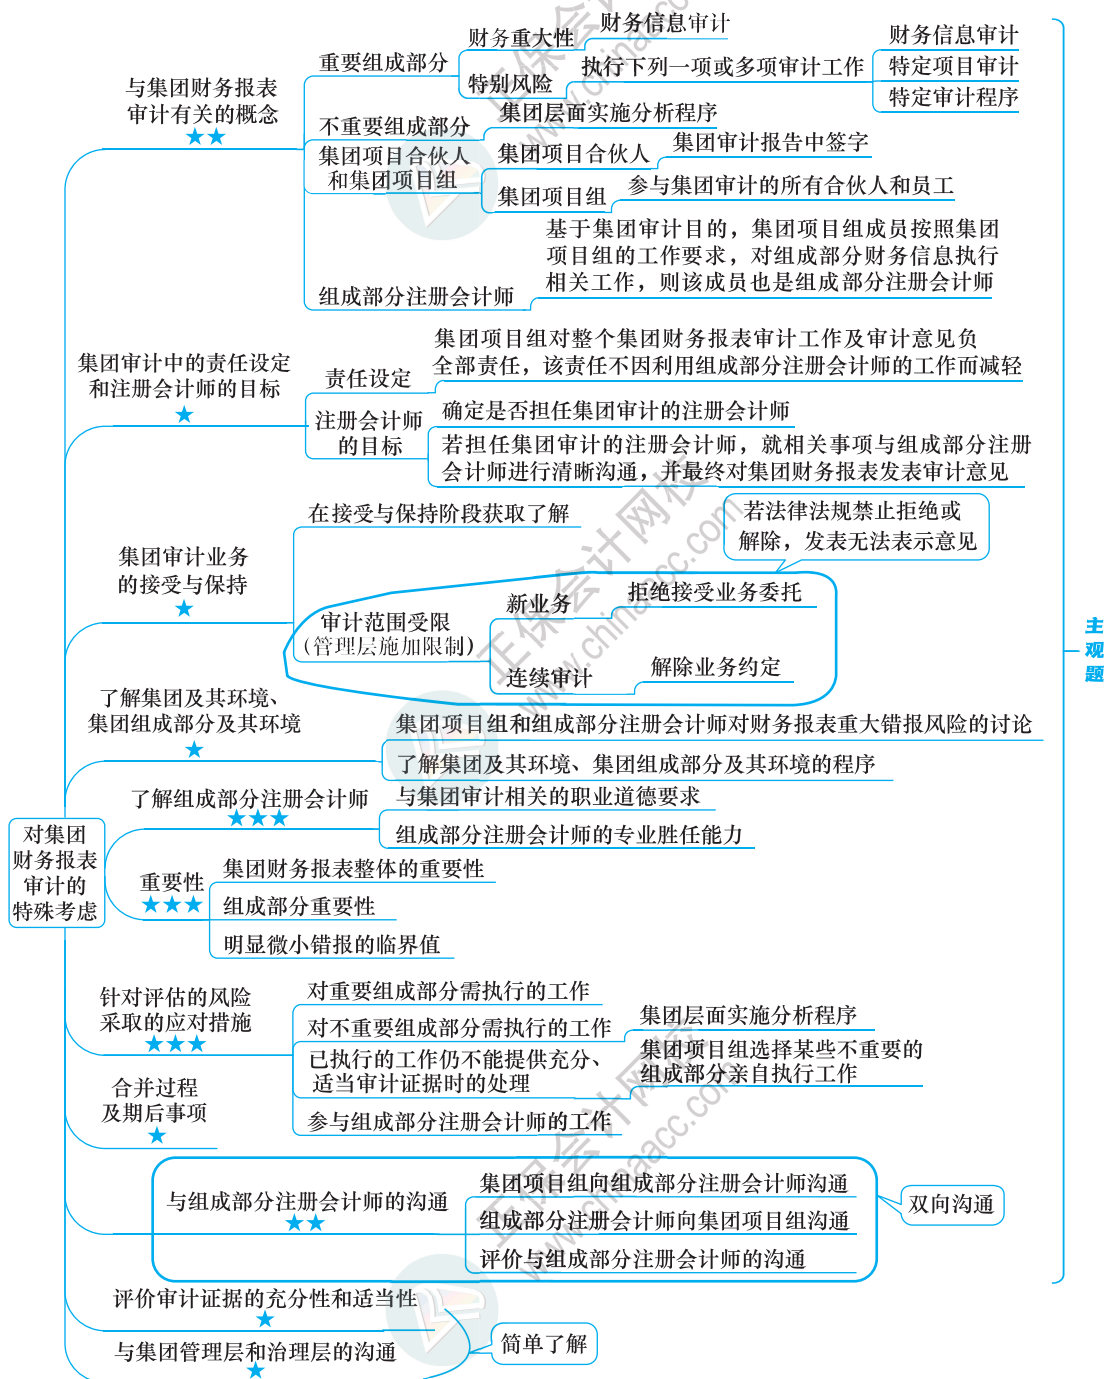 财务信息审计
财务重大性
重要组成部分
财务信息审计
特别风险
执行下列一项或多项审计工作
特定项目审计
特定审计程序
与集团财务报表
审计有关的概念
★★
不重要组成部分
集团层面实施分析程序
集团项目合伙人
和集团项目组
集团项目合伙人
集团审计报告中签字
集团项目组
参与集团审计的所有合伙人和员工
基于集团审计目的，集团项目组成员按照集团
项目组的工作要求，对组成部分财务信息执行
相关工作，则该成员也是组成部分注册会计师
组成部分注册会计师
集团审计中的责任设定
和注册会计师的目标
★
责任设定
集团项目组对整个集团财务报表审计工作及审计意见负
全部责任，该责任不因利用组成部分注册会计师的工作而减轻
注册会计师
的目标
确定是否担任集团审计的注册会计师
若担任集团审计的注册会计师，就相关事项与组成部分注册
会计师进行清晰沟通，并最终对集团财务报表发表审计意见
集团审计业务
的接受与保持
★
在接受与保持阶段获取了解
若法律法规禁止拒绝或
解除，发表无法表示意见
审计范围受限
（管理层施加限制）
新业务
拒绝接受业务委托
连续审计
解除业务约定
主观题
了解集团及其环境、
集团组成部分及其环境
★
集团项目组和组成部分注册会计师对财务报表重大错报风险的讨论
了解集团及其环境、集团组成部分及其环境的程序
了解组成部分注册会计师
★★★
与集团审计相关的职业道德要求
组成部分注册会计师的专业胜任能力
对集团
财务报表
审计的
特殊考虑
重要性
★★★
集团财务报表整体的重要性
组成部分重要性
明显微小错报的临界值
针对评估的风险
采取的应对措施
★★★
对重要组成部分需执行的工作
对不重要组成部分需执行的工作
集团层面实施分析程序
已执行的工作仍不能提供充分、
适当审计证据时的处理
集团项目组选择某些不重要的
组成部分亲自执行工作
参与组成部分注册会计师的工作
合并过程
及期后事项
★
与组成部分注册会计师的沟通
★★
集团项目组向组成部分注册会计师沟通
组成部分注册会计师向集团项目组沟通
评价与组成部分注册会计师的沟通
双向沟通
评价审计证据的充分性和适当性
★
与集团管理层和治理层的沟通
★
简单了解
正保会计网校
www.chinaacc.com
正保会计网校
www.chinaacc.com
正保会计网校
www.chinaacc.com